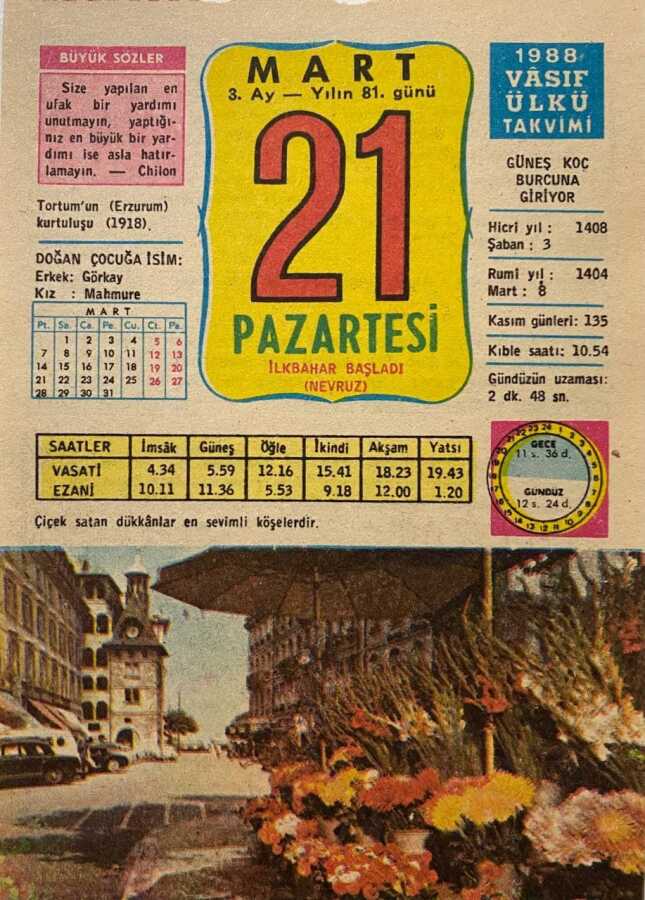 BÜYÜK SÖZLER
Size yapılan en
ufak bir yardımı
unutmayın, yaptığı-
nız en büyük bir yar-
dımı ise asla hatır-
lamayın. — Chilon
Tortum'un (Erzurum)
kurtuluşu (1918).
DOĞAN ÇOCUĞA İSİM:
Erkek: Görkay
Kız : Mahmure
MART
Pt. Sa. Ça. Pe. Cu. Ct. Pa.
1 2 3 4 5 6
7 8 9 10 11 12 13
14 15 16 17 18 19 20
21 22 23 24 25 26 27
28 29 30 31
MART
3. Ay — Yılın 81. günü
21
PAZARTESİ
İLKBAHAR BAŞLADI
(NEVRUZ)
1988
VÂSIF
ÜLKÜ
TAKVİMİ
GÜNEŞ KOÇ
BURCUNA
GİRİYOR
Hicri yıl : 1408
Şaban : 3
Rumi yıl : 1404
Mart : 8
Kasım günleri: 135
Kıble saatı: 10.54
Gündüzün uzaması:
2 dk. 48 sn.
SAATLER İmsâk Güneş Öğle İkindi Akşam Yatsı
VASATİ 4.34 5.59 12.16 15.41 18.23 19.43
EZANİ 10.11 11.36 5.53 9.18 12.00 1.20
GECE
11 s. 36 d.
GÜNDÜZ
12 s. 24 d.
Çiçek satan dükkânlar en sevimli köşelerdir.